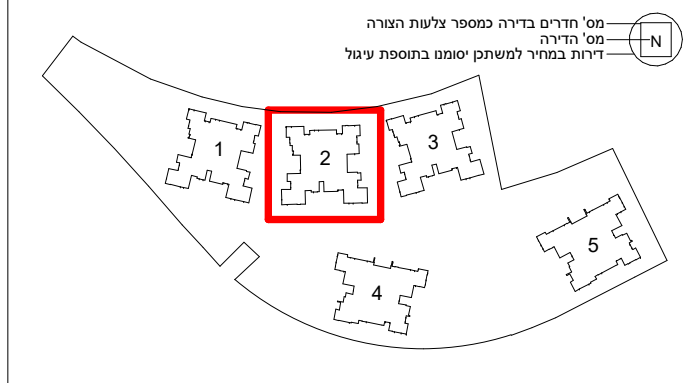 מס' חדרים בדירה כמספר צלעות הצורה
מס' הדירה
דירות במחיר למשתכן יסומנו בתוספת עיגול
N
1
2
3
4
5